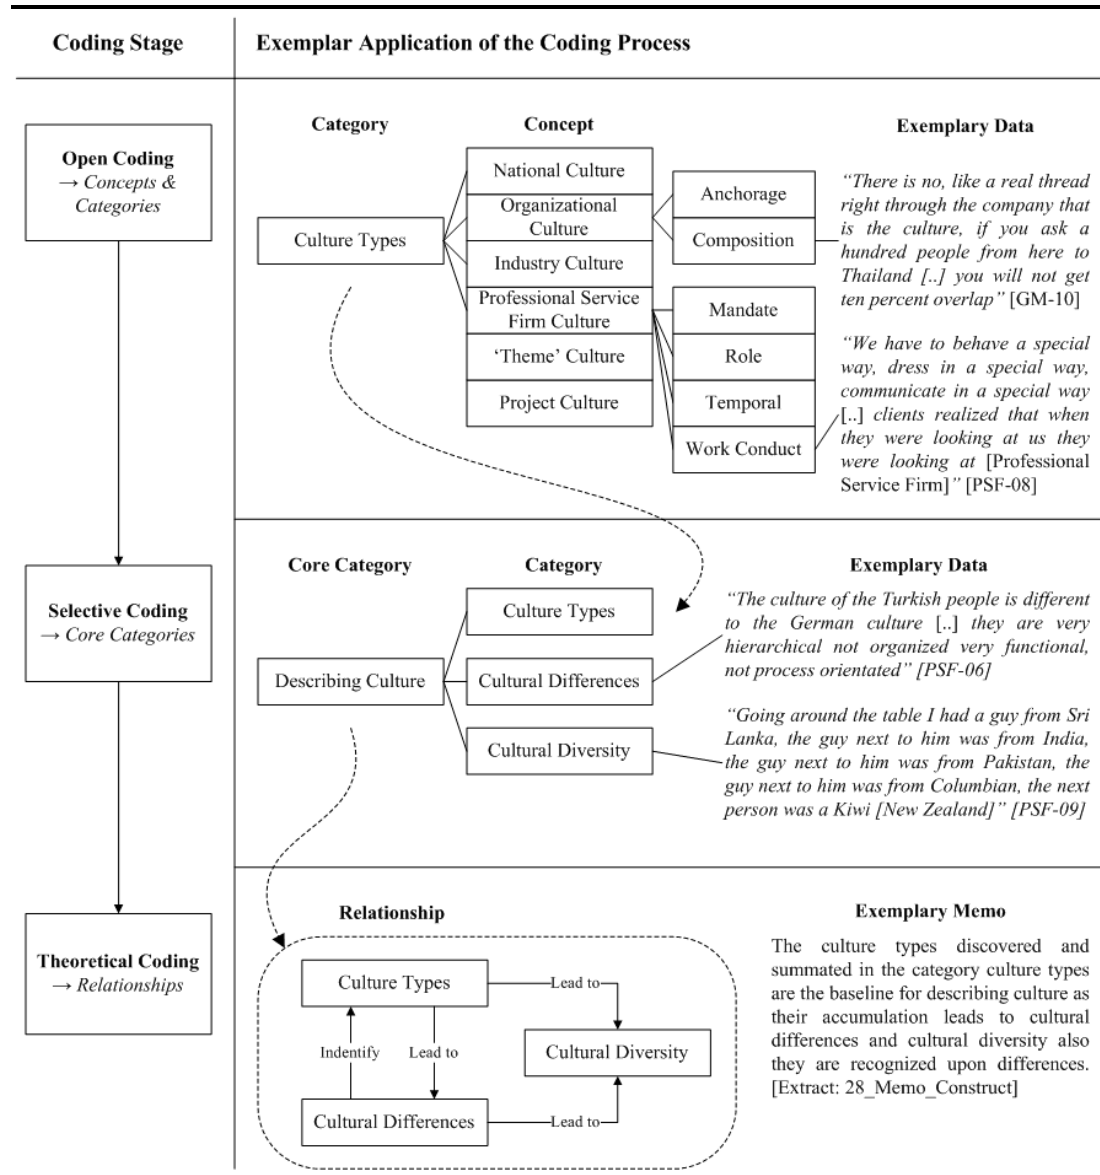 Coding Stage
Exemplar Application of the Coding Process
Open Coding
→ Concepts &
Categories
Category
Concept
Exemplary Data
Culture Types
National Culture
Organizational
Culture
Industry Culture
Professional Service
Firm Culture
‘Theme’ Culture
Project Culture
Anchorage
Composition
Mandate
Role
Temporal
Work Conduct
“There is no, like a real thread
right through the company that
is the culture, if you ask a
hundred people from here to
Thailand [..] you will not get
ten percent overlap” [GM-10]
“We have to behave a special
way, dress in a special way,
communicate in a special way
[..] clients realized that when
they were looking at us they
were looking at [Professional
Service Firm]” [PSF-08]
Selective Coding
→ Core Categories
Core Category
Category
Exemplary Data
Describing Culture
Culture Types
Cultural Differences
Cultural Diversity
“The culture of the Turkish people is different
to the German culture [..] they are very
hierarchical not organized very functional,
not process orientated” [PSF-06]
“Going around the table I had a guy from Sri
Lanka, the guy next to him was from India,
the guy next to him was from Pakistan, the
guy next to him was from Columbian, the next
person was a Kiwi [New Zealand]” [PSF-09]
Theoretical Coding
→ Relationships
Relationship
Exemplary Memo
Culture Types
Lead to
Indentify
Lead to
Cultural Diversity
Cultural Differences
Lead to
The culture types discovered and
summated in the category culture types
are the baseline for describing culture as
their accumulation leads to cultural
differences and cultural diversity also
they are recognized upon differences.
[Extract: 28_Memo_Construct]